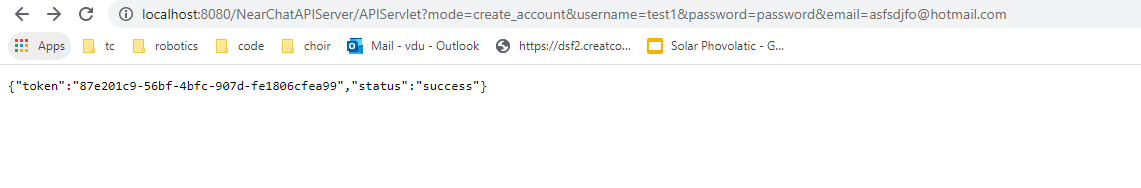 localhost:8080/NearChatAPIServer/APIServlet?mode=create_account&username=test1&password=password&email=asfsdjfo@hotmail.com
Apps tc robotics code choir Mail - vdu - Outlook https://dsf2.creatco... Solar Phovolatic - G...
{"token":"87e201c9-56bf-4bfc-907d-fe1806cfea99","status":"success"}